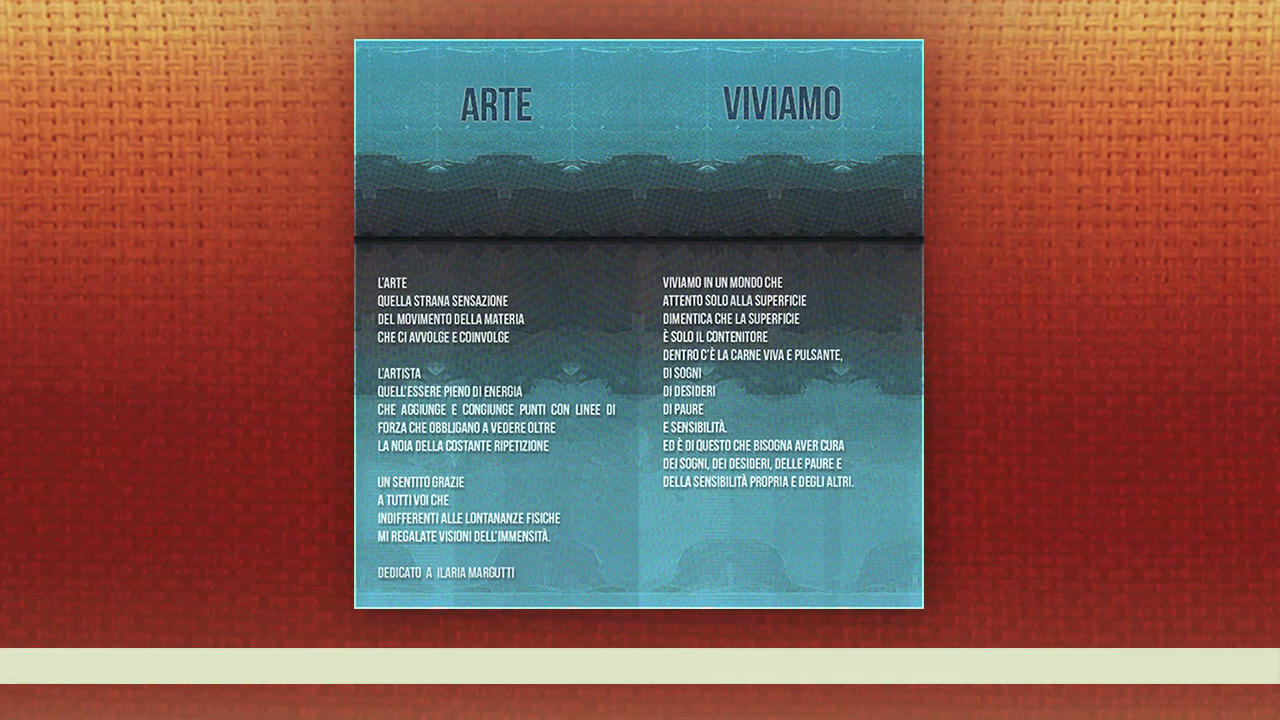 ARTE
L'ARTE
QUELLA STRANA SENSAZIONE
DEL MOVIMENTO DELLA MATERIA
CHE CI AVVOLGE E COINVOLGE
L'ARTISTA
QUELL'ESSERE PIENO DI ENERGIA
CHE AGGIUNGE E CONGIUNGE PUNTI CON LINEE DI
FORZA CHE OBBLIGANO A VEDERE OLTRE
LA NOIA DELLA COSTANTE RIPETIZIONE
UN SENTITO GRAZIE
A TUTTI VOI CHE
INDIFFERENTI ALLE LONTANANZE FISICHE
MI REGALATE VISIONI DELL'IMMENSITÀ.
DEDICATO A ILARIA MARGUTTI
VIVIAMO
VIVIAMO IN UN MONDO CHE
ATTENTO SOLO ALLA SUPERFICIE
DIMENTICA CHE LA SUPERFICIE
È SOLO IL CONTENITORE
DENTRO C'È LA CARNE VIVA E PULSANTE,
DI SOGNI
DI DESIDERI
DI PAURE
E SENSIBILITÀ.
ED È DI QUESTO CHE BISOGNA AVER CURA
DEI SOGNI, DEI DESIDERI, DELLE PAURE E
DELLA SENSIBILITÀ PROPRIA E DEGLI ALTRI.